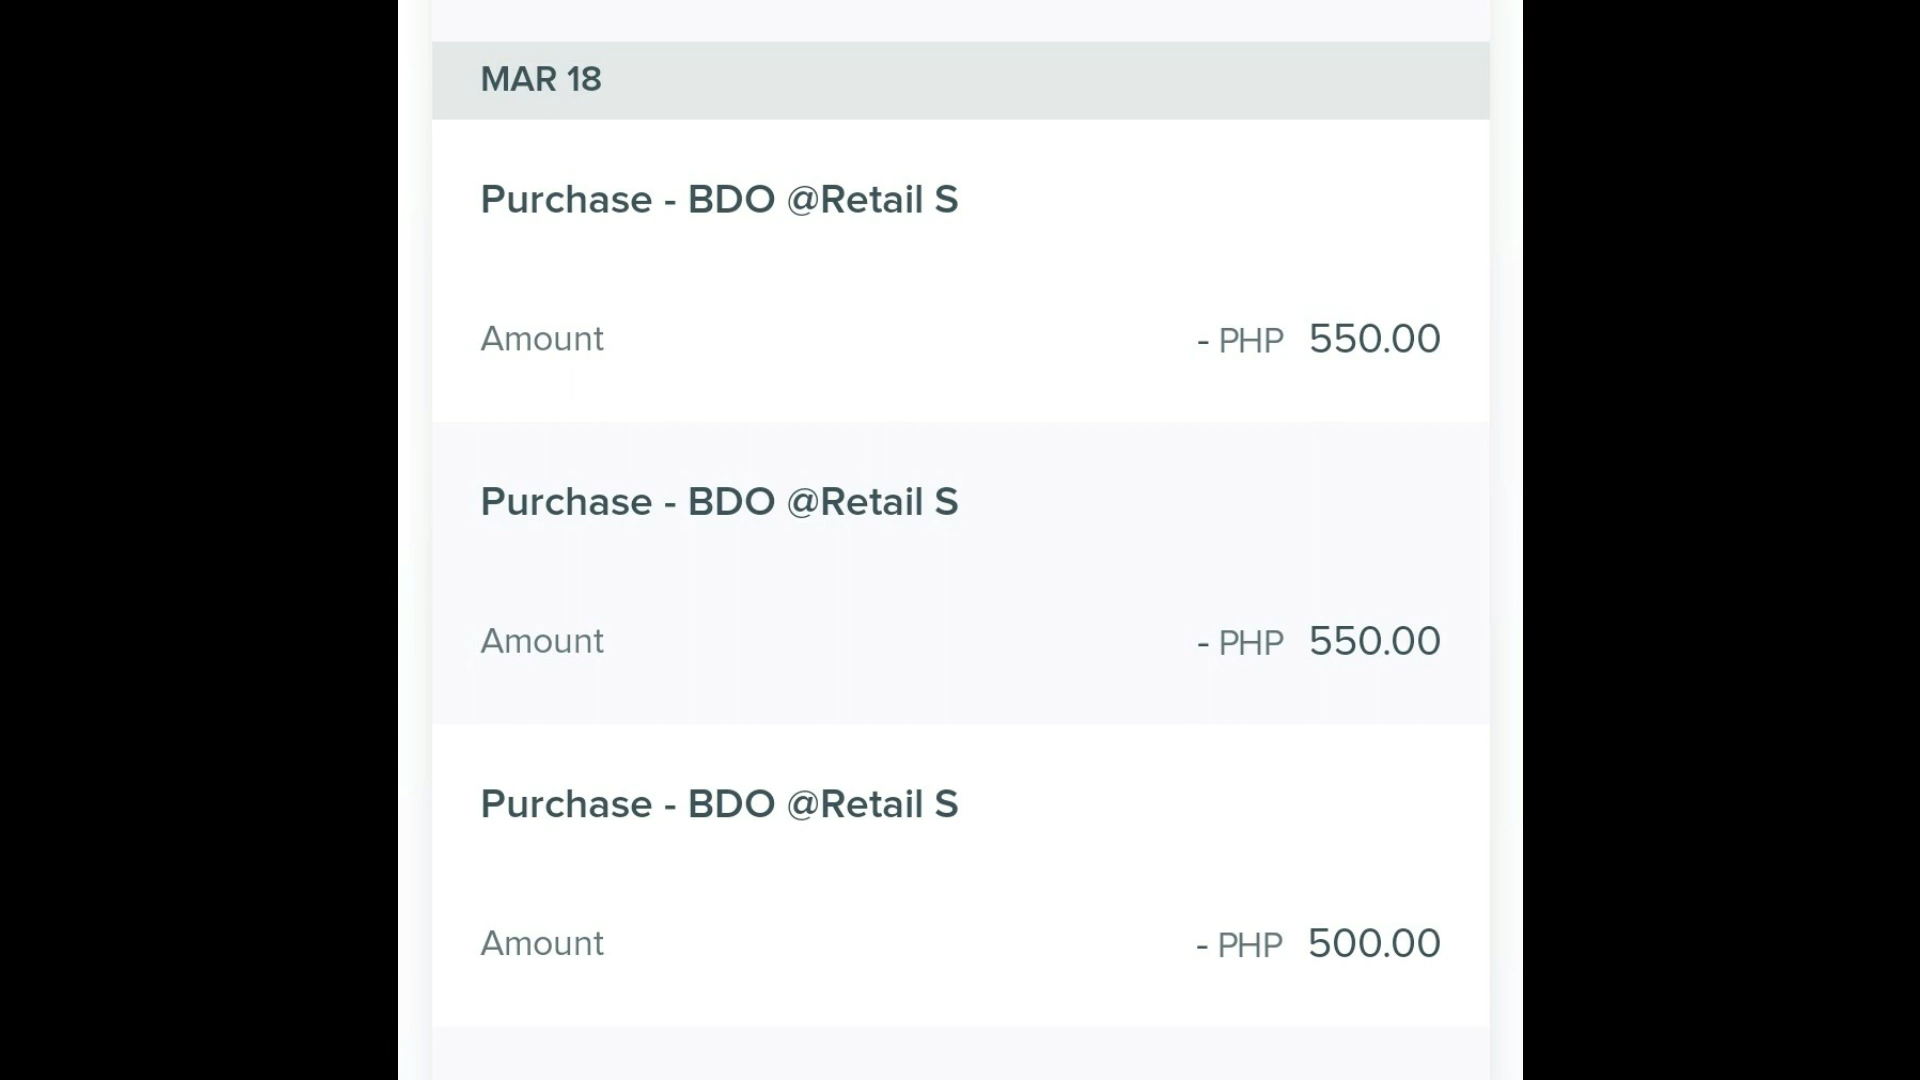 MAR 18
Purchase - BDO @Retail S
Amount - PHP 550.00
Purchase - BDO @Retail S
Amount - PHP 550.00
Purchase - BDO @Retail S
Amount - PHP 500.00